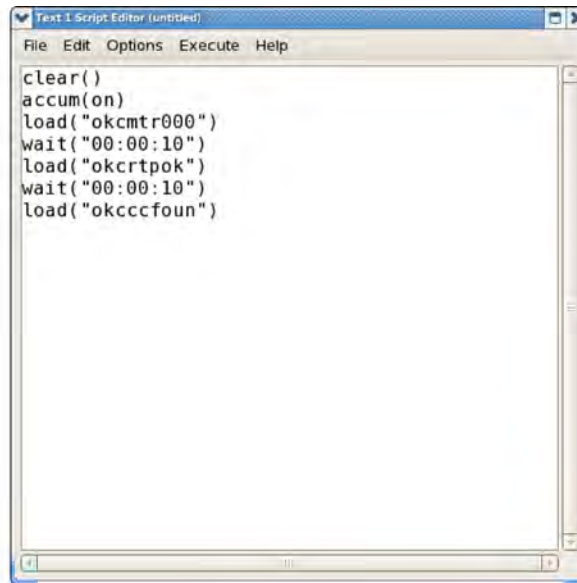 Text 1 Script Editor (untitled)
File Edit Options Execute Help
clear()
accum(on)
load("okcmtr000")
wait("00:00:10")
load("okcrtpok")
wait("00:00:10")
load("okcccfoun")